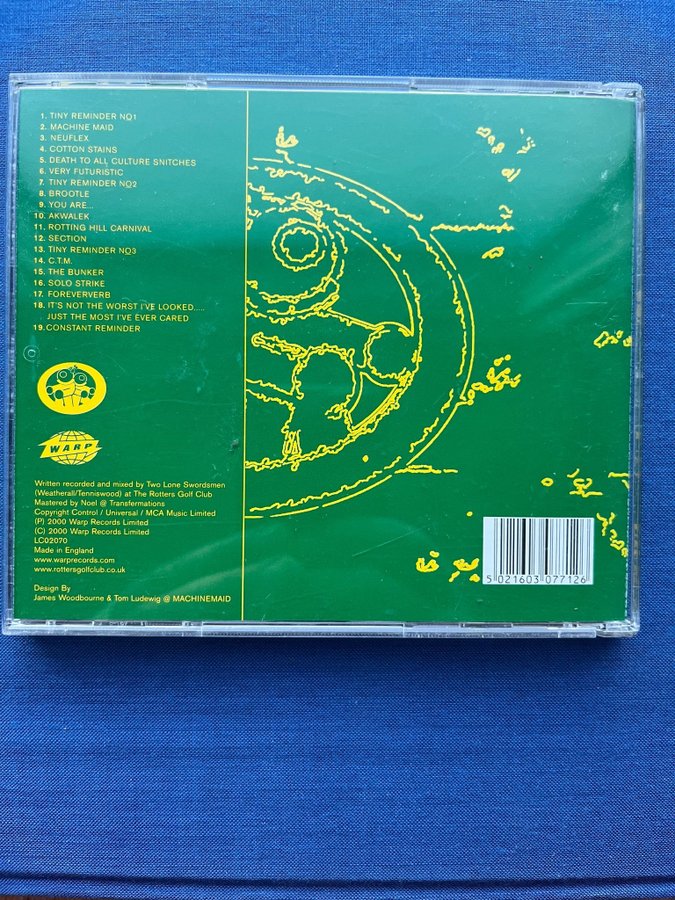 1. TINY REMINDER NO1
2. MACHINE MAID
3. NEUFLEX
4. COTTON STAINS
5. DEATH TO ALL CULTURE SNITCHES
6. VERY FUTURISTIC
7. TINY REMINDER NO2
8. BROOTLE
9. YOU ARE...
10. AKWALEK
11. ROTTING HILL CARNIVAL
12. SECTION
13. TINY REMINDER NO3
14. C.T.M.
15. THE BUNKER
16. SOLO STRIKE
17. FOREVERVERB
18. IT'S NOT THE WORST I'VE LOOKED.....
JUST THE MOST I'VE EVER CARED
19. CONSTANT REMINDER
WARP
Written recorded and mixed by Two Lone Swordsmen
(Weatherall/Tenniswood) at The Rotters Golf Club
Mastered by Noel @ Transfermations
Copyright Control / Universal / MCA Music Limited
(P) 2000 Warp Records Limited
(C) 2000 Warp Records Limited
LC02070
Made in England
www.warprecords.com
www.rottersgolfclub.co.uk
Design By
James Woodbourne & Tom Ludewig @ MACHINEMAID
5 021603 077126